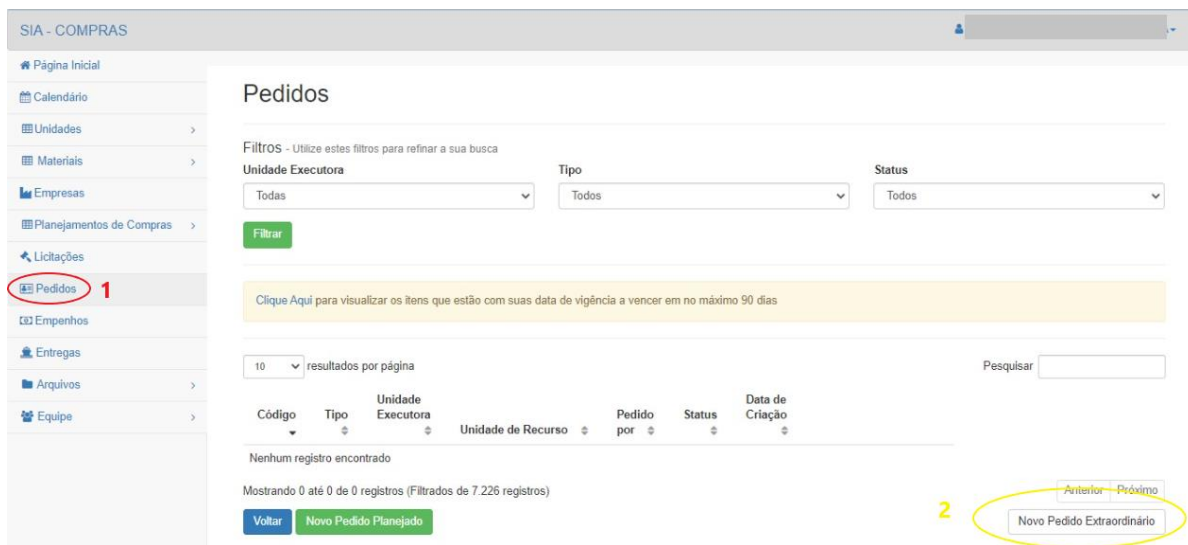 SIA - COMPRAS
Página Inicial
Calendário
Unidades
Materiais
Empresas
Planejamentos de Compras
Licitações
Pedidos 1
Empenhos
Entregas
Arquivos
Equipe
Pedidos
Filtros - Utilize estes filtros para refinar a sua busca
Unidade Executora Tipo Status
Todas Todos Todos
Filtrar
Clique Aqui para visualizar os itens que estão com suas data de vigência a vencer em no máximo 90 dias
10 resultados por página Pesquisar
Código Tipo Unidade Executora Unidade de Recurso Pedido por Status Data de Criação
Nenhum registro encontrado
Mostrando 0 até 0 de 0 registros (Filtrados de 7.226 registros)
Anterior Próximo
Voltar Novo Pedido Planejado 2 Novo Pedido Extraordinário